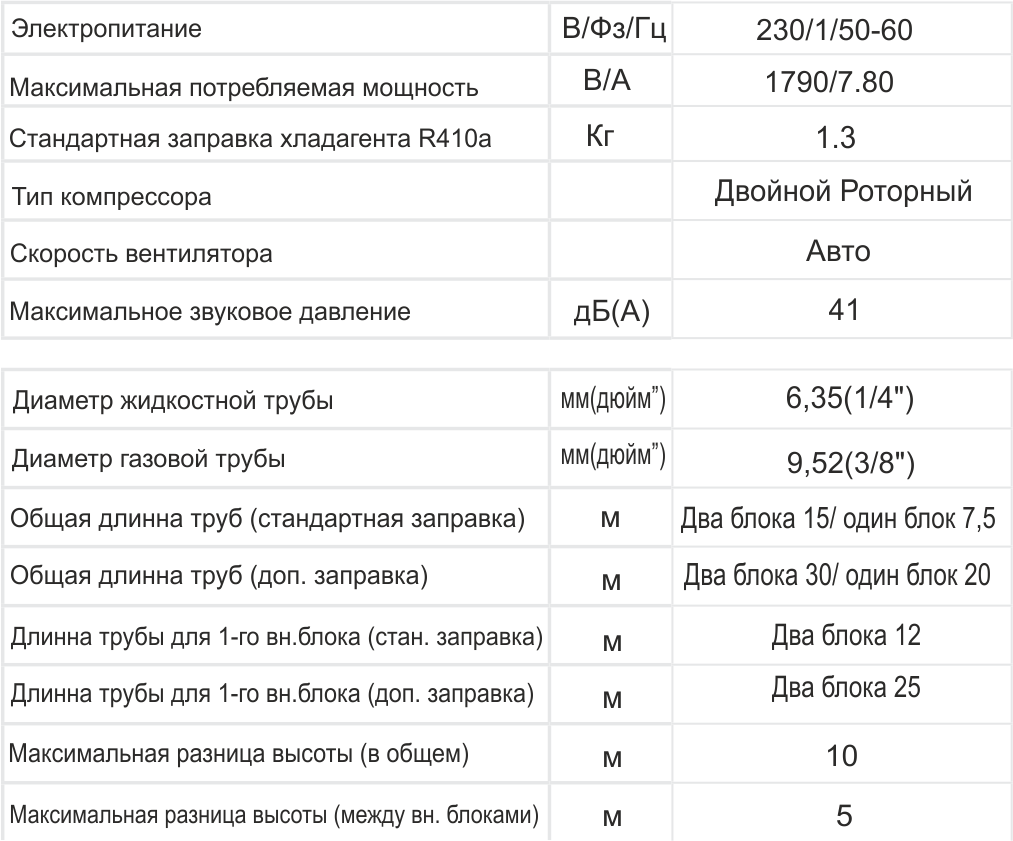 Электропитание В/Фз/Гц 230/1/50-60
Максимальная потребляемая мощность В/А 1790/7.80
Стандартная заправка хладагента R410a Кг 1.3
Тип компрессора Двойной Роторный
Скорость вентилятора Авто
Максимальное звуковое давление дБ(А) 41
Диаметр жидкостной трубы мм(дюйм”) 6,35(1/4")
Диаметр газовой трубы мм(дюйм”) 9,52(3/8")
Общая длинна труб (стандартная заправка) м Два блока 15/ один блок 7,5
Общая длинна труб (доп. заправка) м Два блока 30/ один блок 20
Длинна трубы для 1-го вн.блока (стан. заправка) м Два блока 12
Длинна трубы для 1-го вн.блока (доп. заправка) м Два блока 25
Максимальная разница высоты (в общем) м 10
Максимальная разница высоты (между вн. блоками) м 5